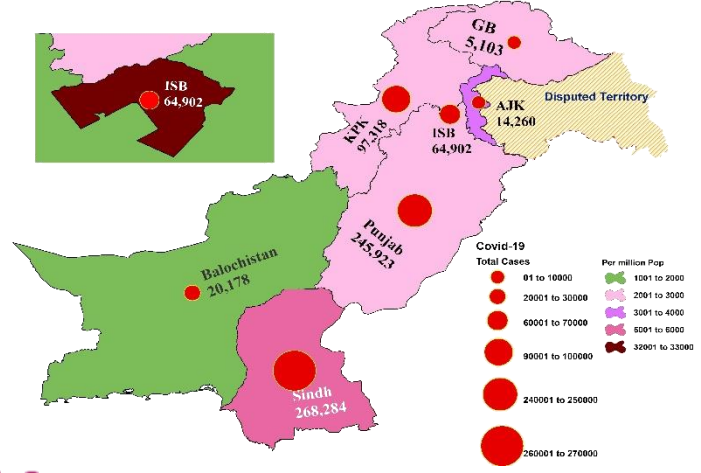 ISB
64,902
GB
5,103
Disputed Territory
AJK
14,260
ISB
64,902
KPK
97,318
Punjab
245,923
Balochistan
20,178
Sindh
268,284
Covid-19
Total Cases
01 to 10000
20001 to 30000
60001 to 70000
90001 to 100000
240001 to 250000
260001 to 270000
Per million Pop
1001 to 2000
2001 to 3000
3001 to 4000
5001 to 6000
32001 to 33000